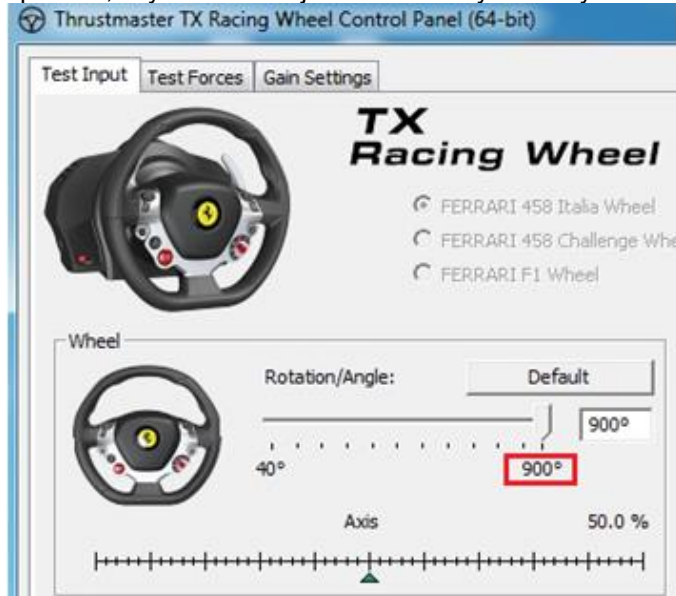 Thrustmaster TX Racing Wheel Control Panel (64-bit)
Test Input Test Forces Gain Settings
TX
Racing Wheel
FERRARI 458 Italia Wheel
FERRARI 458 Challenge Whe
FERRARI F1 Wheel
Wheel
Rotation/Angle: Default
900°
40° 900°
Axis 50.0 %